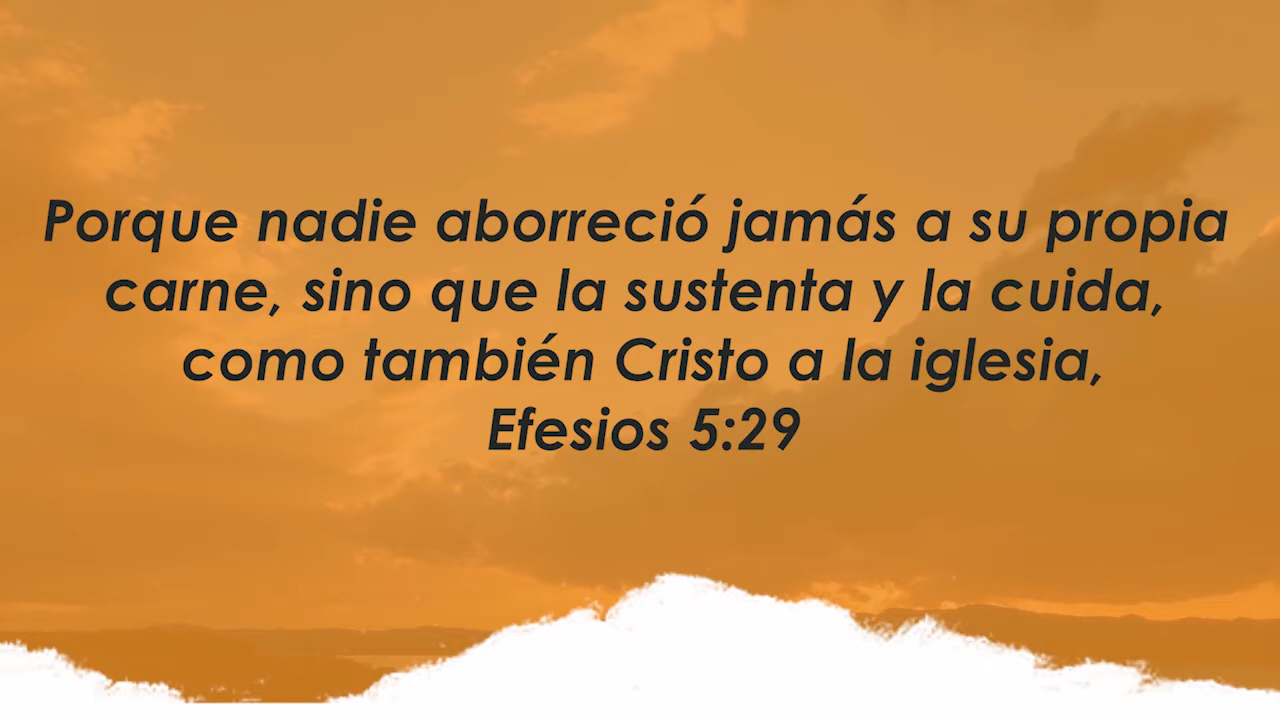 Porque nadie aborreció jamás a su propia
carne, sino que la sustenta y la cuida,
como también Cristo a la iglesia,
Efesios 5:29